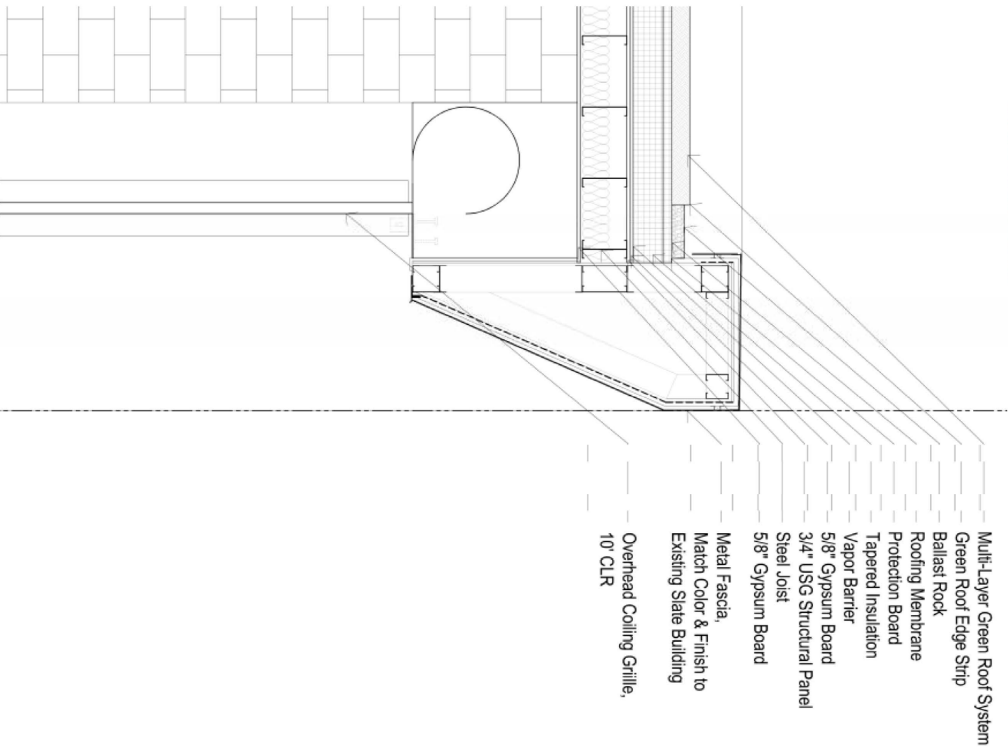 Multi-Layer Green Roof System
Green Roof Edge Strip
Ballast Rock
Roofing Membrane
Protection Board
Tapered Insulation
Vapor Barrier
5/8" Gypsum Board
3/4" USG Structural Panel
Steel Joist
5/8" Gypsum Board
Metal Fascia,
Match Color & Finish to
Existing Slate Building
Overhead Coiling Griille,
10' CLR